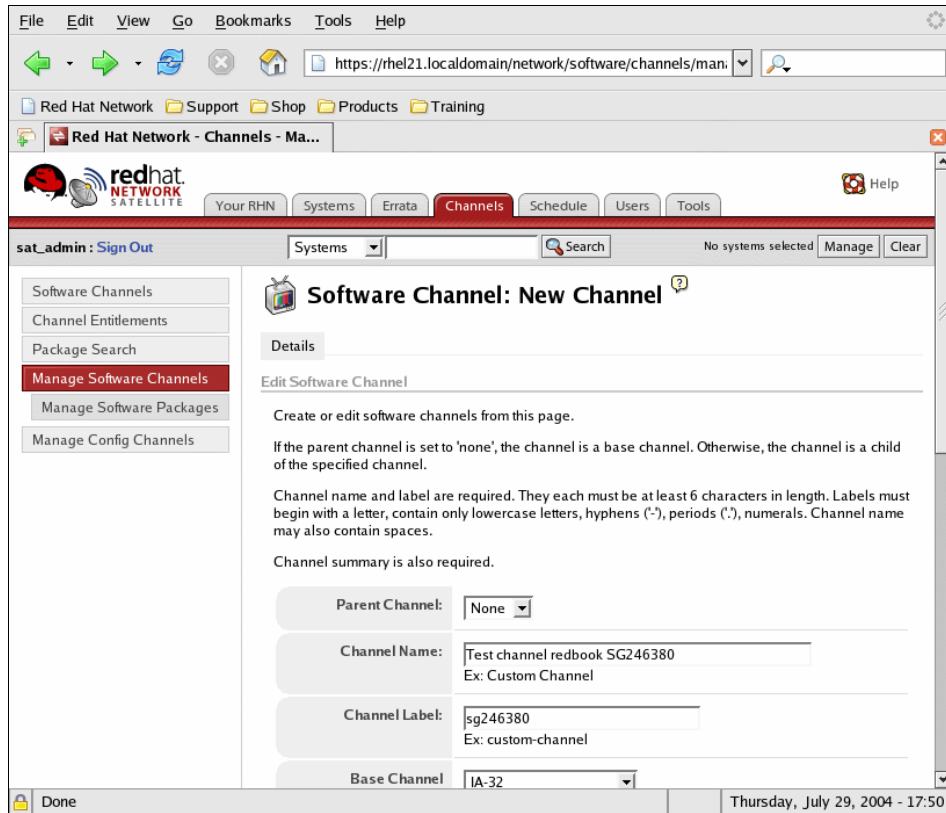 File Edit View Go Bookmarks Tools Help
https://rhel21.localdomain/network/software/channels/mana
Red Hat Network Support Shop Products Training
Red Hat Network - Channels - Ma...
redhat.
NETWORK
SATELLITE
Help
Your RHN Systems Errata Channels Schedule Users Tools
sat_admin : Sign Out Systems Search No systems selected Manage Clear
Software Channels
Channel Entitlements
Package Search
Manage Software Channels
Manage Software Packages
Manage Config Channels
Software Channel: New Channel ?
Details
Edit Software Channel
Create or edit software channels from this page.
If the parent channel is set to 'none', the channel is a base channel. Otherwise, the channel is a child
of the specified channel.
Channel name and label are required. They each must be at least 6 characters in length. Labels must
begin with a letter, contain only lowercase letters, hyphens ('-'), periods ('.'), numerals. Channel name
may also contain spaces.
Channel summary is also required.
Parent Channel: None
Channel Name: Test channel redbook SG246380
Ex: Custom Channel
Channel Label: sg246380
Ex: custom-channel
Base Channel IA-32
Done Thursday, July 29, 2004 - 17:50